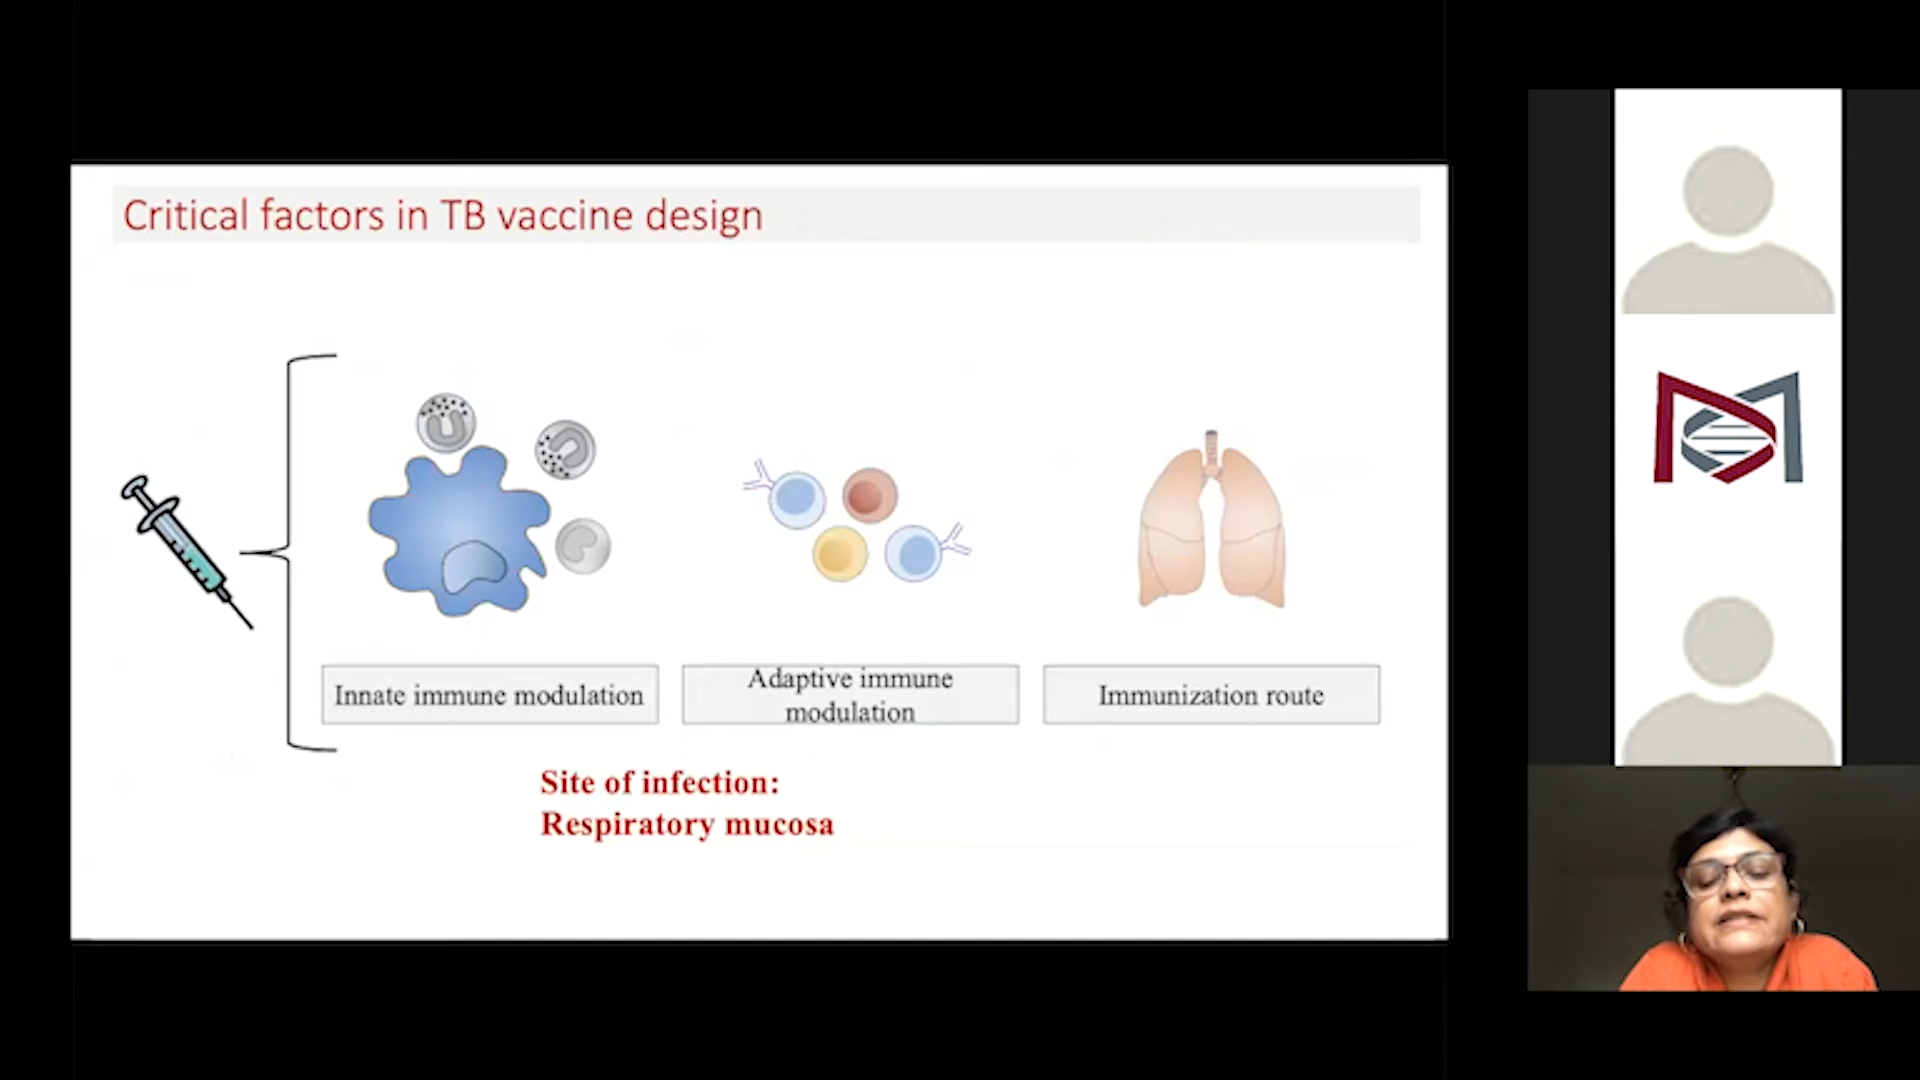 Critical factors in TB vaccine design
Innate immune modulation
Adaptive immune
modulation
Immunization route
Site of infection:
Respiratory mucosa